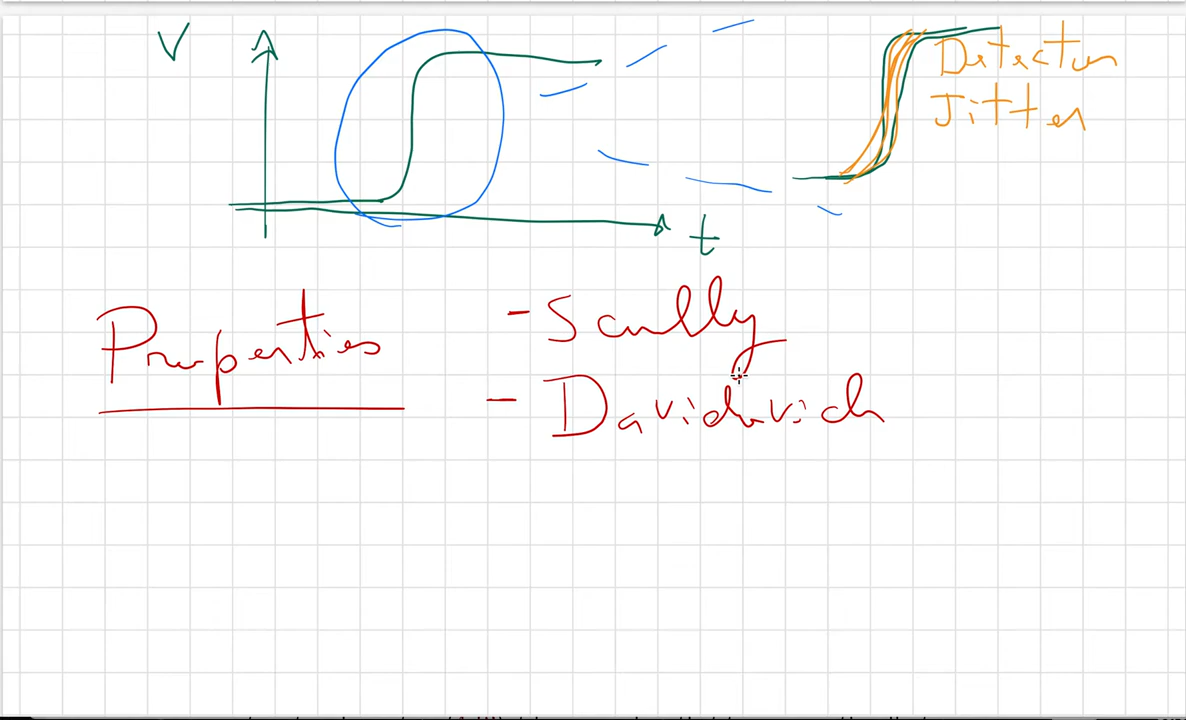 V
Detector
Jitter
t
Properties
- Scully
- Davidovich